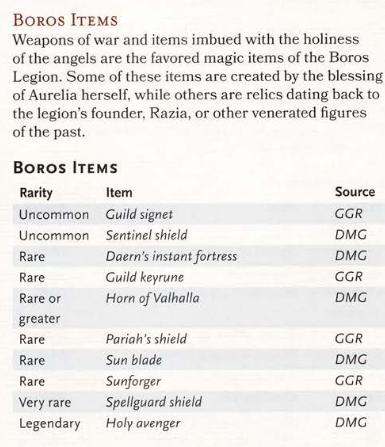 BOROS ITEMS
Weapons of war and items imbued with the holiness
of the angels are the favored magic items of the Boros
Legion. Some of these items are created by the blessing
of Aurelia herself, while others are relics dating back to
the legion's founder, Razia, or other venerated figures
of the past.
BOROS ITEMS
Rarity Item Source
Uncommon Guild signet GGR
Uncommon Sentinel shield DMG
Rare Daern's instant fortress DMG
Rare Guild keyrune GGR
Rare or Horn of Valhalla DMG
greater
Rare Pariah's shield GGR
Rare Sun blade DMG
Rare Sunforger GGR
Very rare Spellguard shield DMG
Legendary Holy avenger DMG